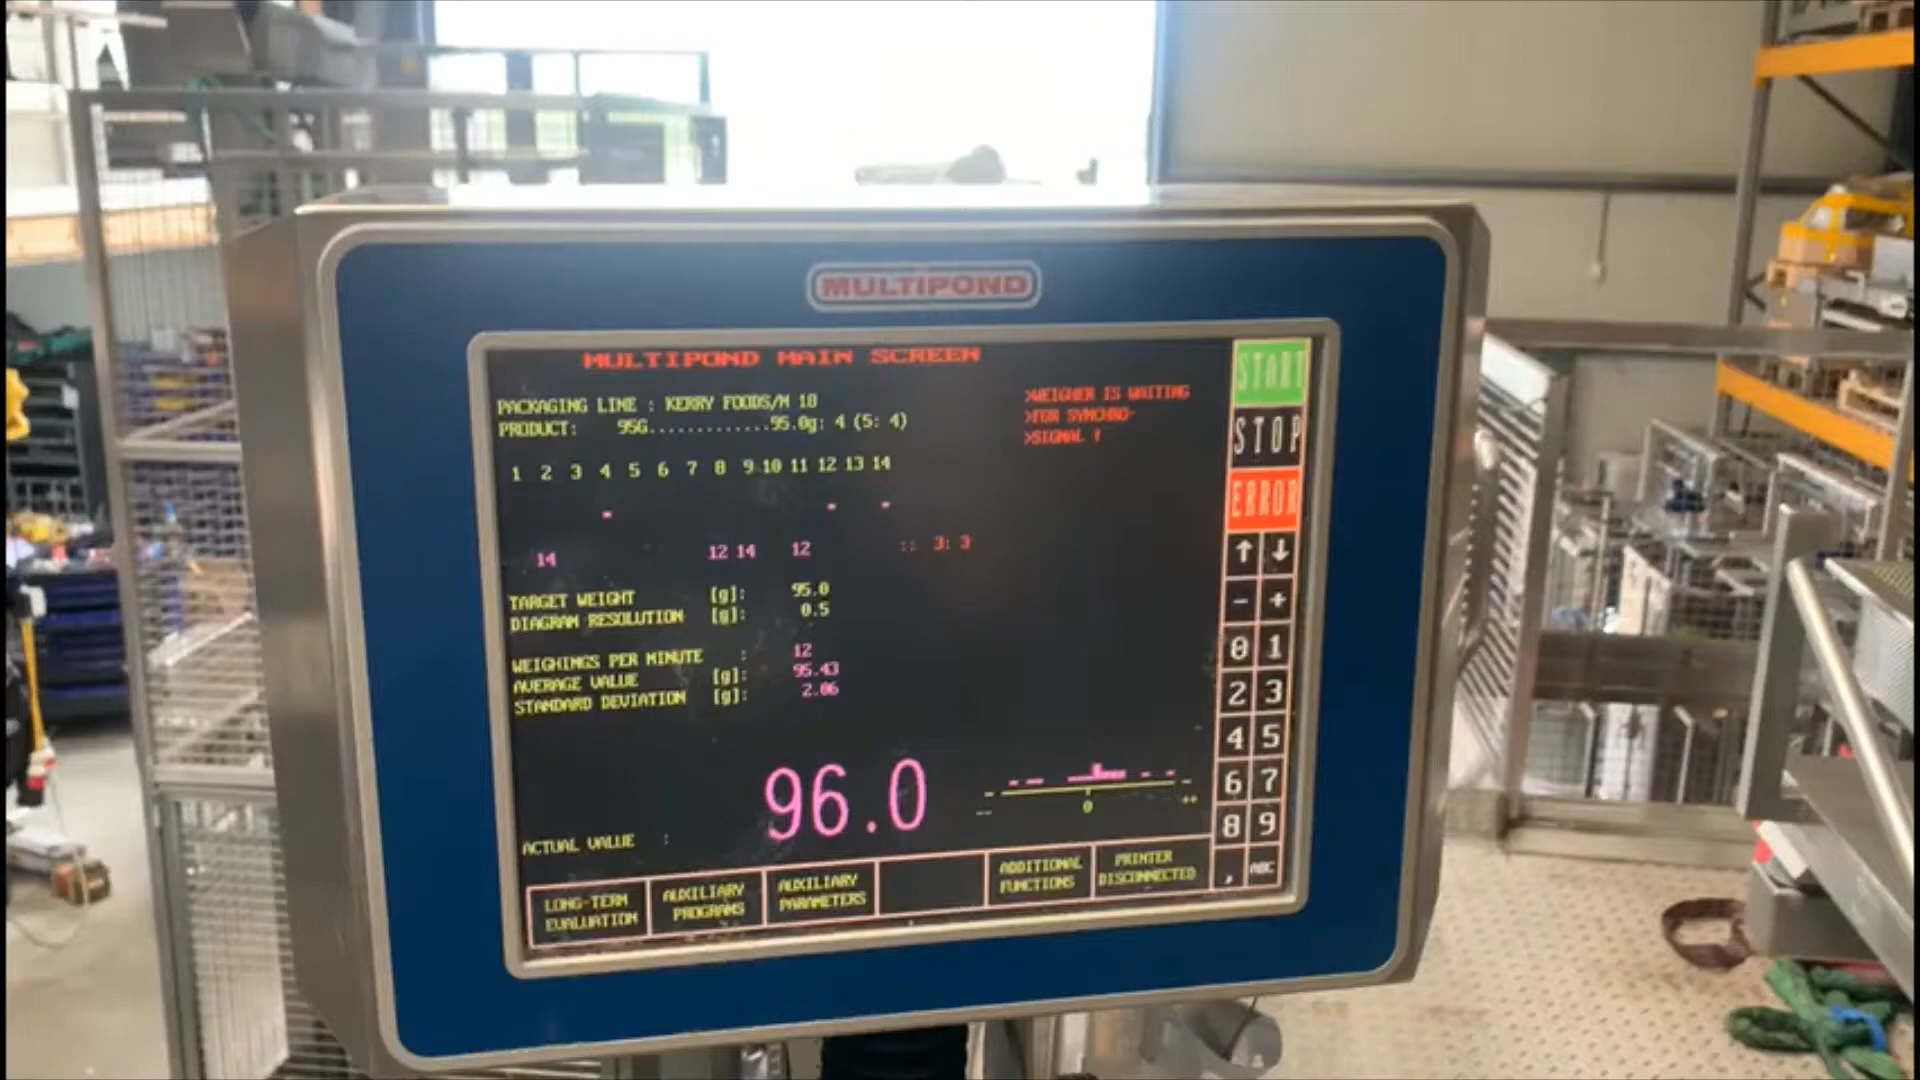 MULTIPOND
MULTIPOND MAIN SCREEN
PACKAGING LINE : KERRY FOODS/M 18
PRODUCT: 95G.............95.0g: 4 (5: 4)
>WEIGHER IS WAITING
>FOR SYNCHRO-
>SIGNAL !
1 2 3 4 5 6 7 8 9 10 11 12 13 14
14 12 14 12 :: 3: 3
TARGET WEIGHT [g]: 95.0
DIAGRAM RESOLUTION [g]: 0.5
WEIGHINGS PER MINUTE : 12
AVERAGE VALUE [g]: 95.43
STANDARD DEVIATION [g]: 2.06
ACTUAL VALUE : 96.0
-- 0 ++
LONG-TERM EVALUATION
AUXILIARY PROGRAMS
AUXILIARY PARAMETERS
ADDITIONAL FUNCTIONS
PRINTER DISCONNECTED
START
STOP
ERROR
↑ ↓
- +
0 1
2 3
4 5
6 7
8 9
, ABC